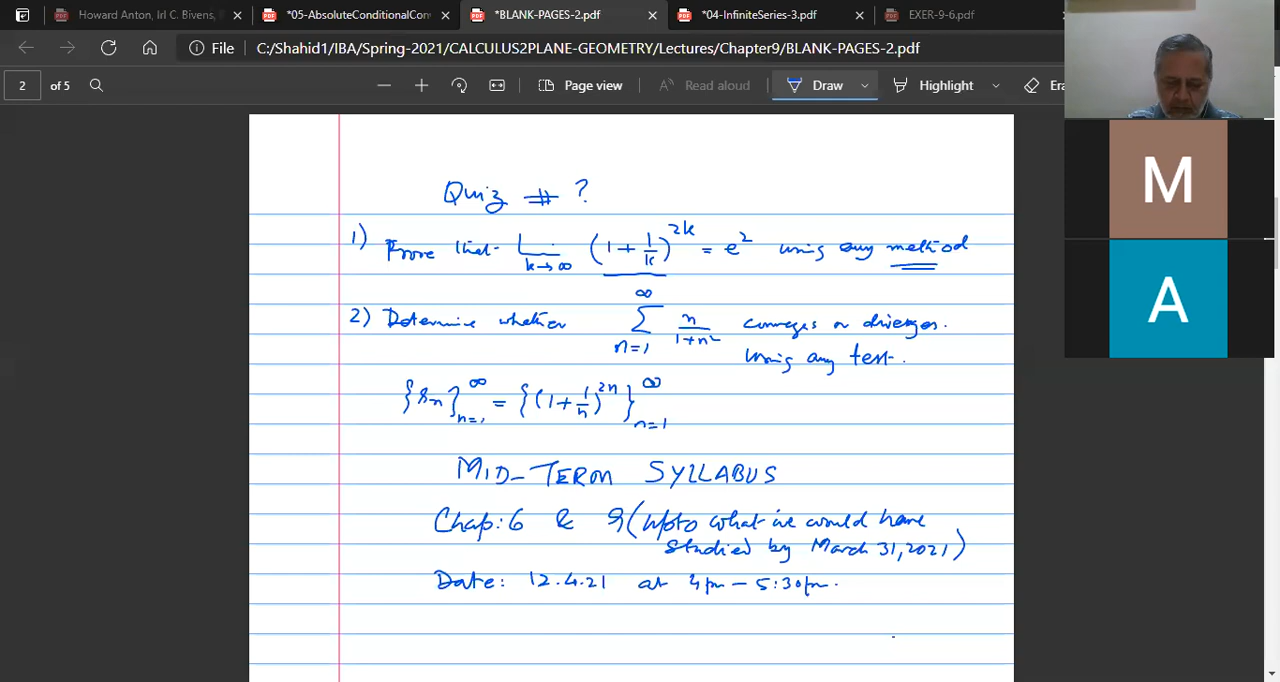 Howard Anton, Irl C. Bivens,
*05-AbsoluteConditionalCon
*BLANK-PAGES-2.pdf
*04-InfiniteSeries-3.pdf
EXER-9-6.pdf
File C:/Shahid1/IBA/Spring-2021/CALCULUS2PLANE-GEOMETRY/Lectures/Chapter9/BLANK-PAGES-2.pdf
2 of 5 Page view Read aloud Draw Highlight Era
Quiz # ?
1) Prove that Lim k→∞ (1 + 1/k)^2k = e^2 using any method
2) Determine whether ∑ n=1 ∞ n/1+n² converges or diverges.
using any test.
{Sn}n=1 ∞ = {(1 + 1/n)^2n}n=1 ∞
MID-TERM SYLLABUS
Chap: 6 & 9 (upto what we would have
studied by March 31, 2021)
Date: 12.4.21 at 4pm – 5:30pm.
M
A